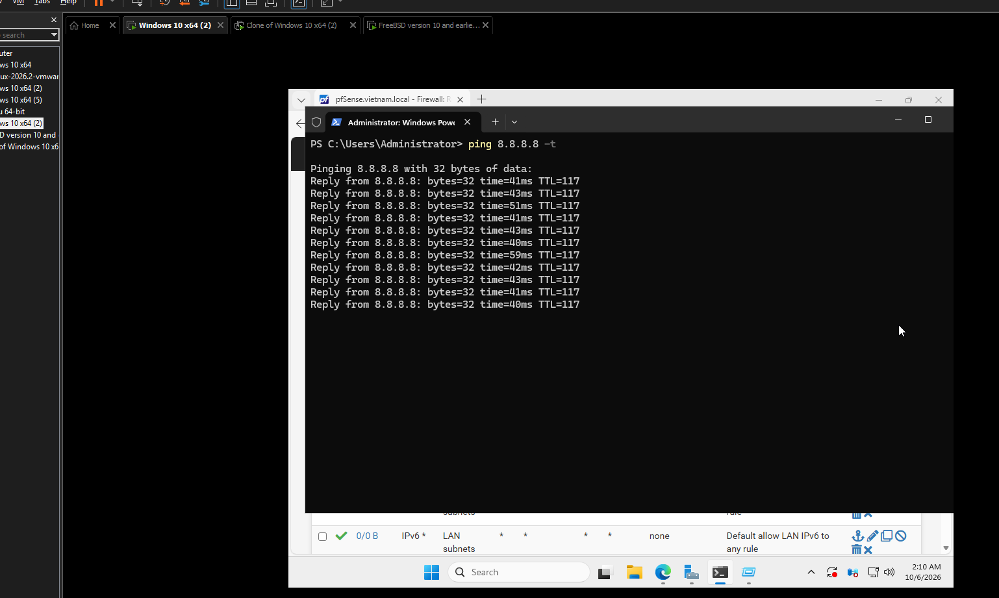 VM Tabs Help
Home
Windows 10 x64 (2)
Clone of Windows 10 x64 (2)
FreeBSD version 10 and earlie...
search
uter
ws 10 x64
ux-2026.2-vmwar
ws 10 x64 (2)
ws 10 x64 (5)
u 64-bit
ws 10 x64 (2)
D version 10 and
of Windows 10 x6
pfSense.vietnam.local - Firewall: R
Administrator: Windows Powe
PS C:\Users\Administrator> ping 8.8.8.8 -t
Pinging 8.8.8.8 with 32 bytes of data:
Reply from 8.8.8.8: bytes=32 time=41ms TTL=117
Reply from 8.8.8.8: bytes=32 time=43ms TTL=117
Reply from 8.8.8.8: bytes=32 time=51ms TTL=117
Reply from 8.8.8.8: bytes=32 time=41ms TTL=117
Reply from 8.8.8.8: bytes=32 time=43ms TTL=117
Reply from 8.8.8.8: bytes=32 time=40ms TTL=117
Reply from 8.8.8.8: bytes=32 time=59ms TTL=117
Reply from 8.8.8.8: bytes=32 time=42ms TTL=117
Reply from 8.8.8.8: bytes=32 time=43ms TTL=117
Reply from 8.8.8.8: bytes=32 time=41ms TTL=117
Reply from 8.8.8.8: bytes=32 time=40ms TTL=117
subnets rule
0/0 B IPv6 * LAN * * * * none Default allow LAN IPv6 to
subnets any rule
Search
2:10 AM
10/6/2026